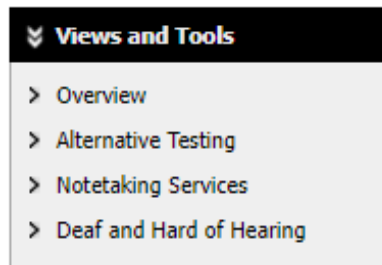 Views and Tools
Overview
Alternative Testing
Notetaking Services
Deaf and Hard of Hearing